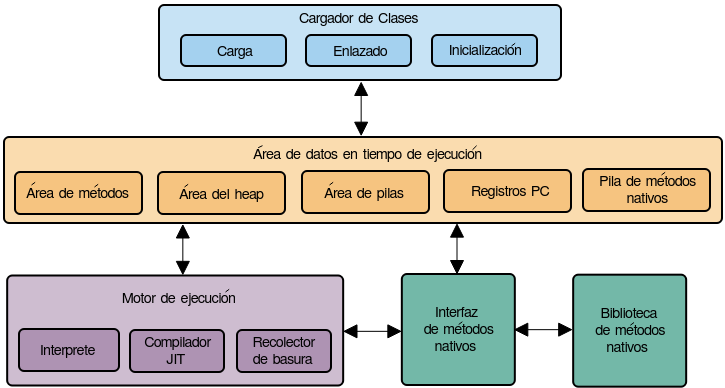 Cargador de Clases
Carga
Enlazado
Inicialización
Área de datos en tiempo de ejecución
Área de métodos
Área del heap
Área de pilas
Registros PC
Pila de métodos
nativos
Motor de ejecución
Interprete
Compilador
JIT
Recolector
de basura
Interfaz
de métodos
nativos
Biblioteca
de métodos
nativos